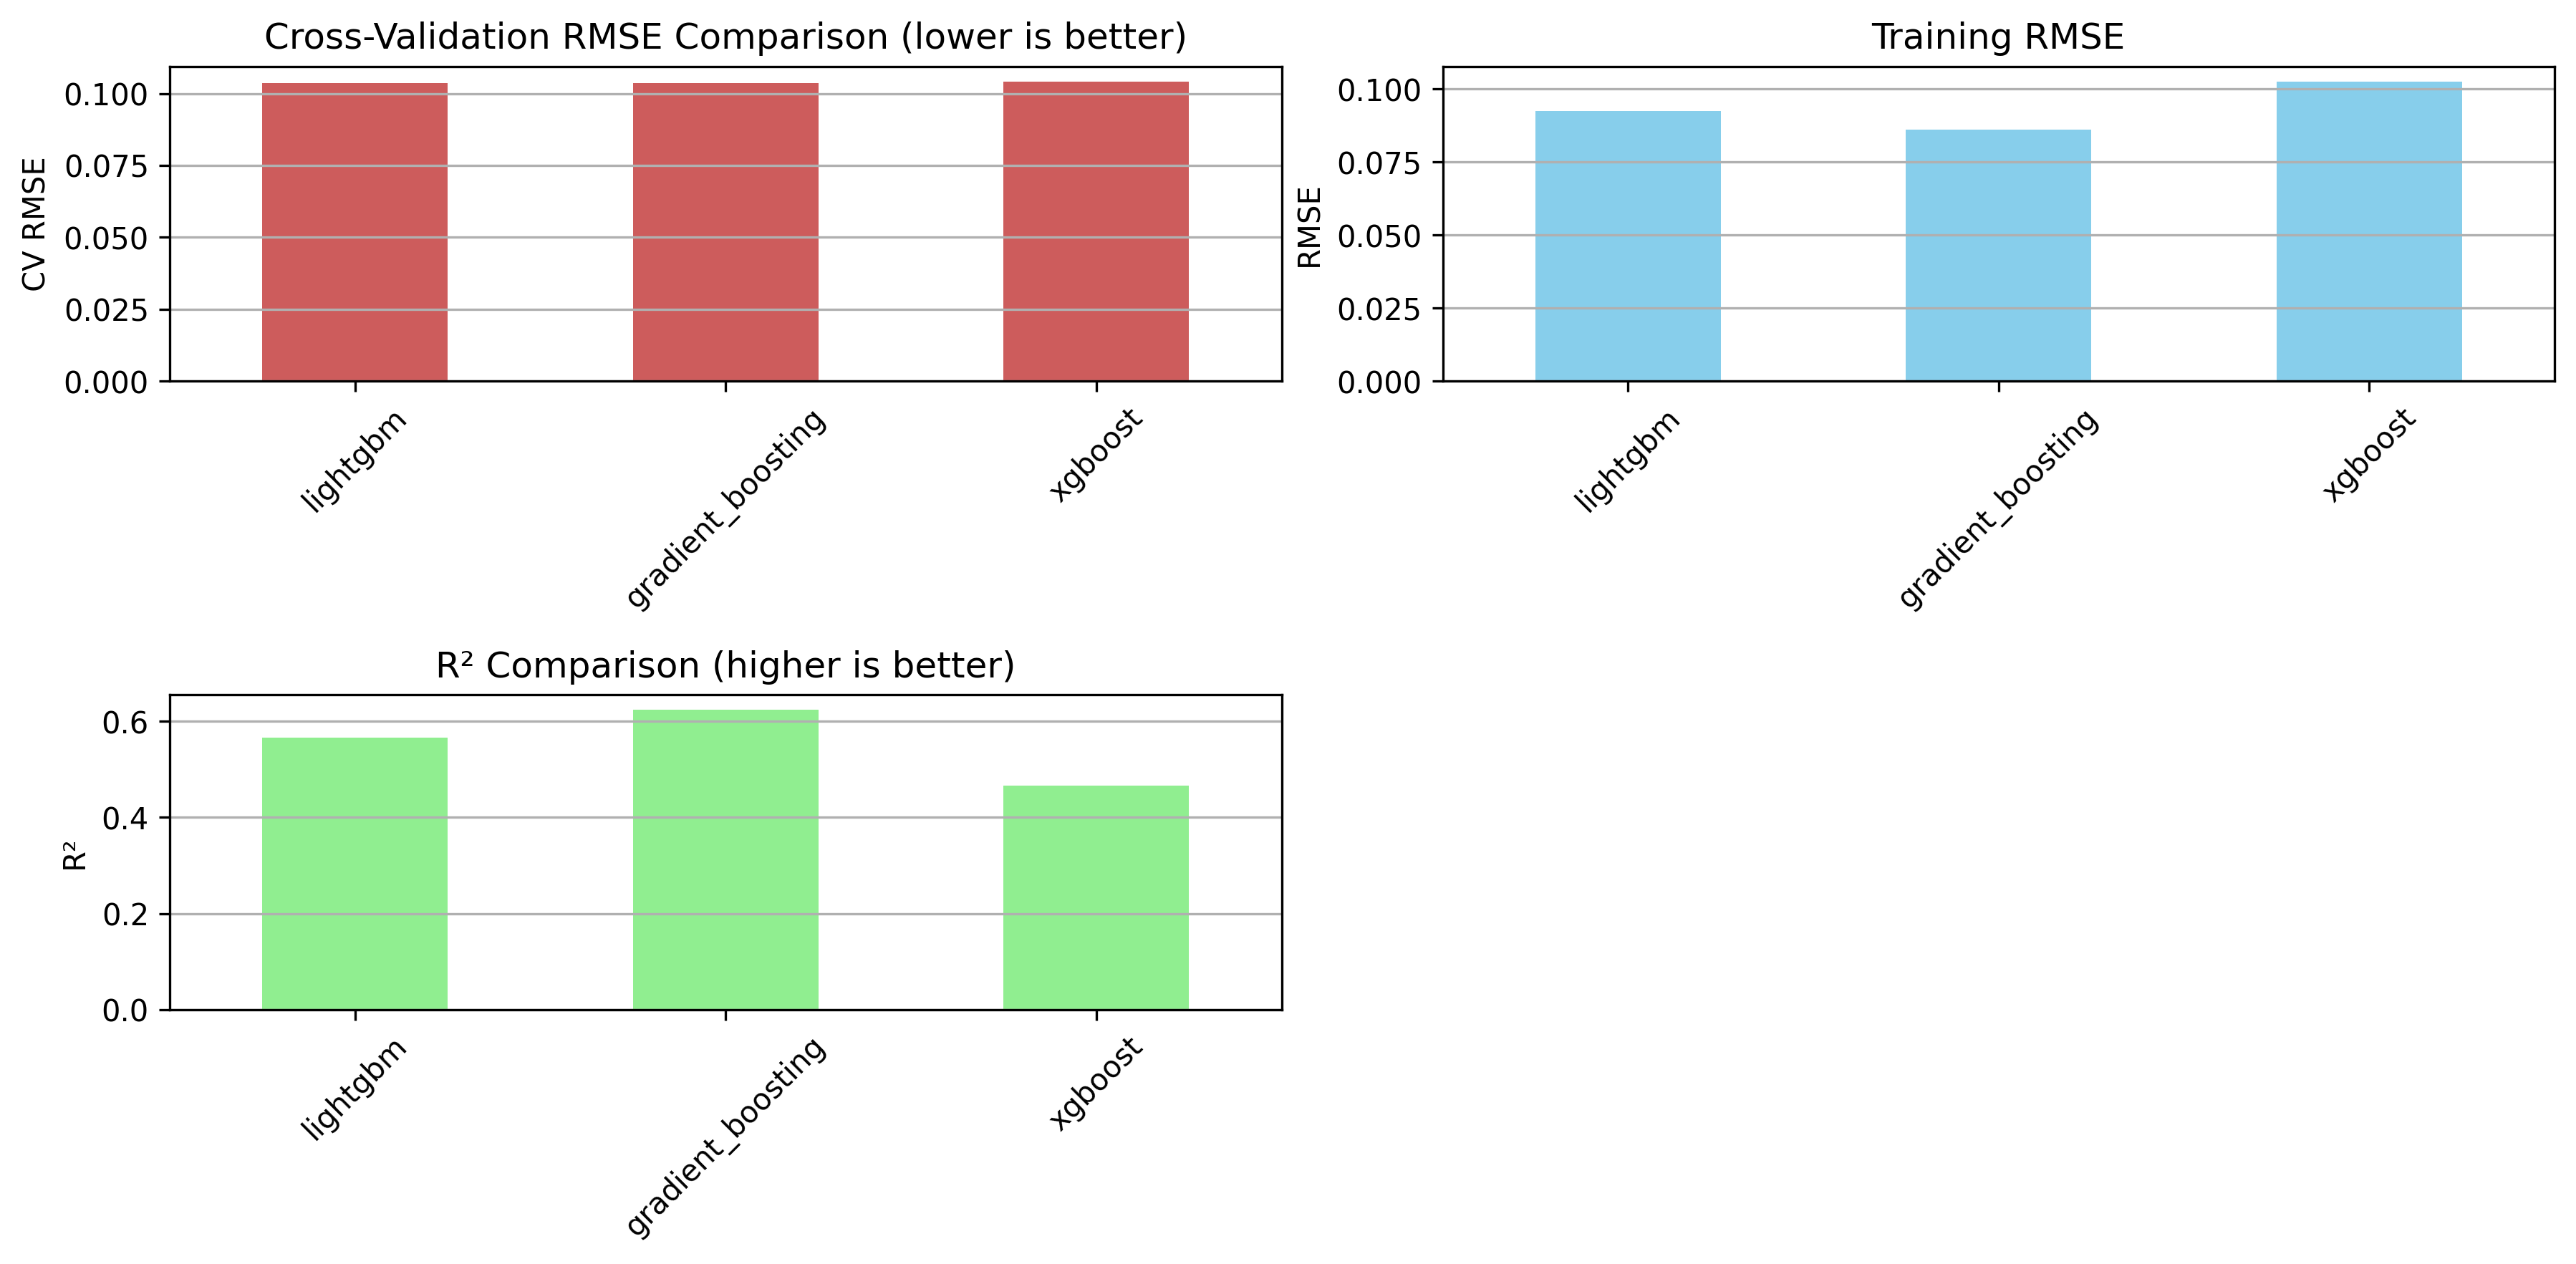 Cross-Validation RMSE Comparison (lower is better)
CV RMSE
0.100
0.075
0.050
0.025
0.000
lightgbm
gradient_boosting
xgboost
Training RMSE
RMSE
0.100
0.075
0.050
0.025
0.000
lightgbm
gradient_boosting
xgboost
R² Comparison (higher is better)
R²
0.6
0.4
0.2
0.0
lightgbm
gradient_boosting
xgboost